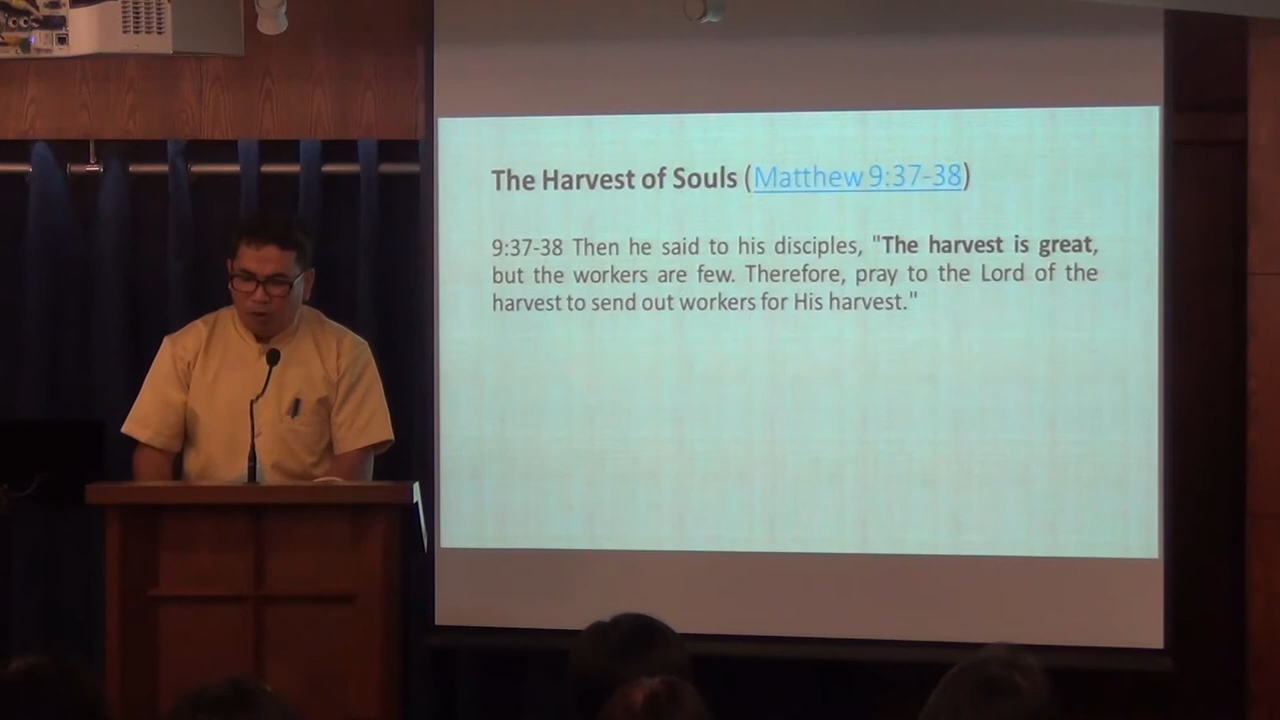 The Harvest of Souls (Matthew 9:37-38)
9:37-38 Then he said to his disciples, "The harvest is great,
but the workers are few. Therefore, pray to the Lord of the
harvest to send out workers for His harvest."